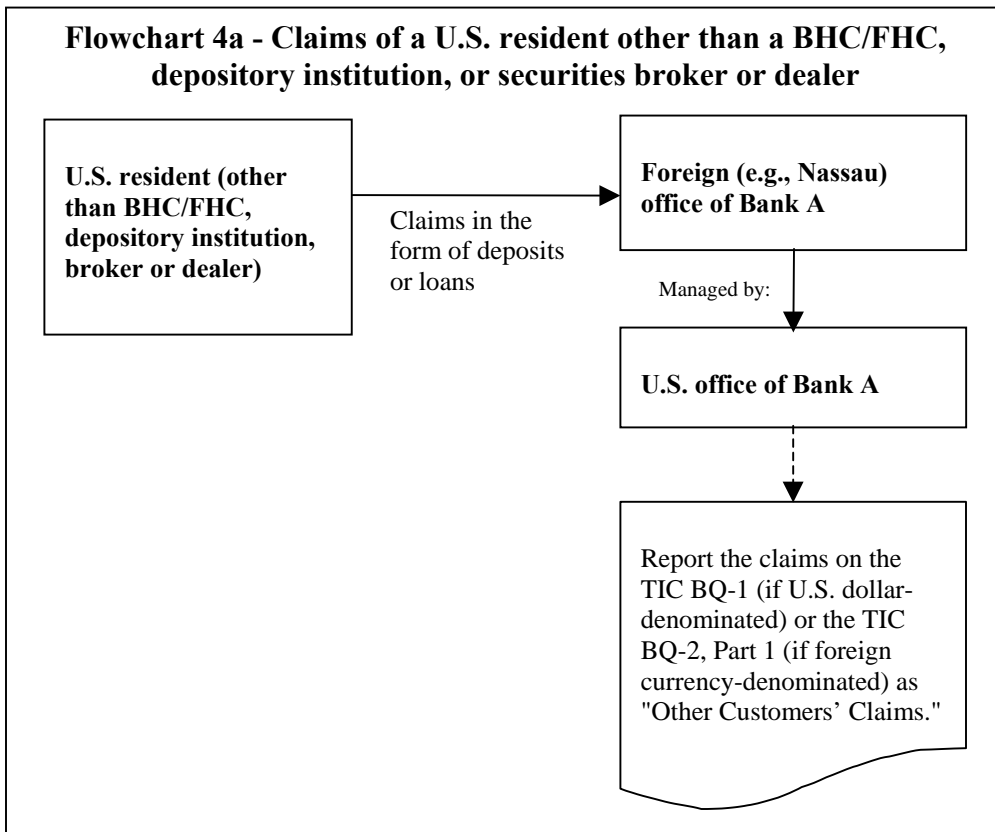 Flowchart 4a - Claims of a U.S. resident other than a BHC/FHC,
depository institution, or securities broker or dealer
U.S. resident (other
than BHC/FHC,
depository institution,
broker or dealer)
Claims in the
form of deposits
or loans
Foreign (e.g., Nassau)
office of Bank A
Managed by:
U.S. office of Bank A
Report the claims on the
TIC BQ-1 (if U.S. dollar-
denominated) or the TIC
BQ-2, Part 1 (if foreign
currency-denominated) as
"Other Customers’ Claims."